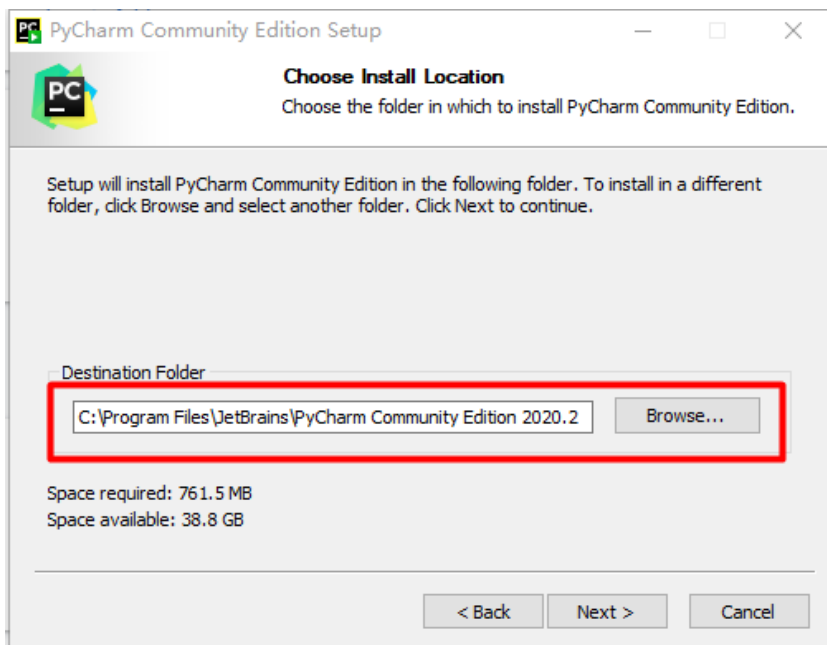 PC
PyCharm Community Edition Setup
PC
Choose Install Location
Choose the folder in which to install PyCharm Community Edition.
Setup will install PyCharm Community Edition in the following folder. To install in a different
folder, click Browse and select another folder. Click Next to continue.
Destination Folder
C:\Program Files\JetBrains\PyCharm Community Edition 2020.2
Browse...
Space required: 761.5 MB
Space available: 38.8 GB
< Back
Next >
Cancel